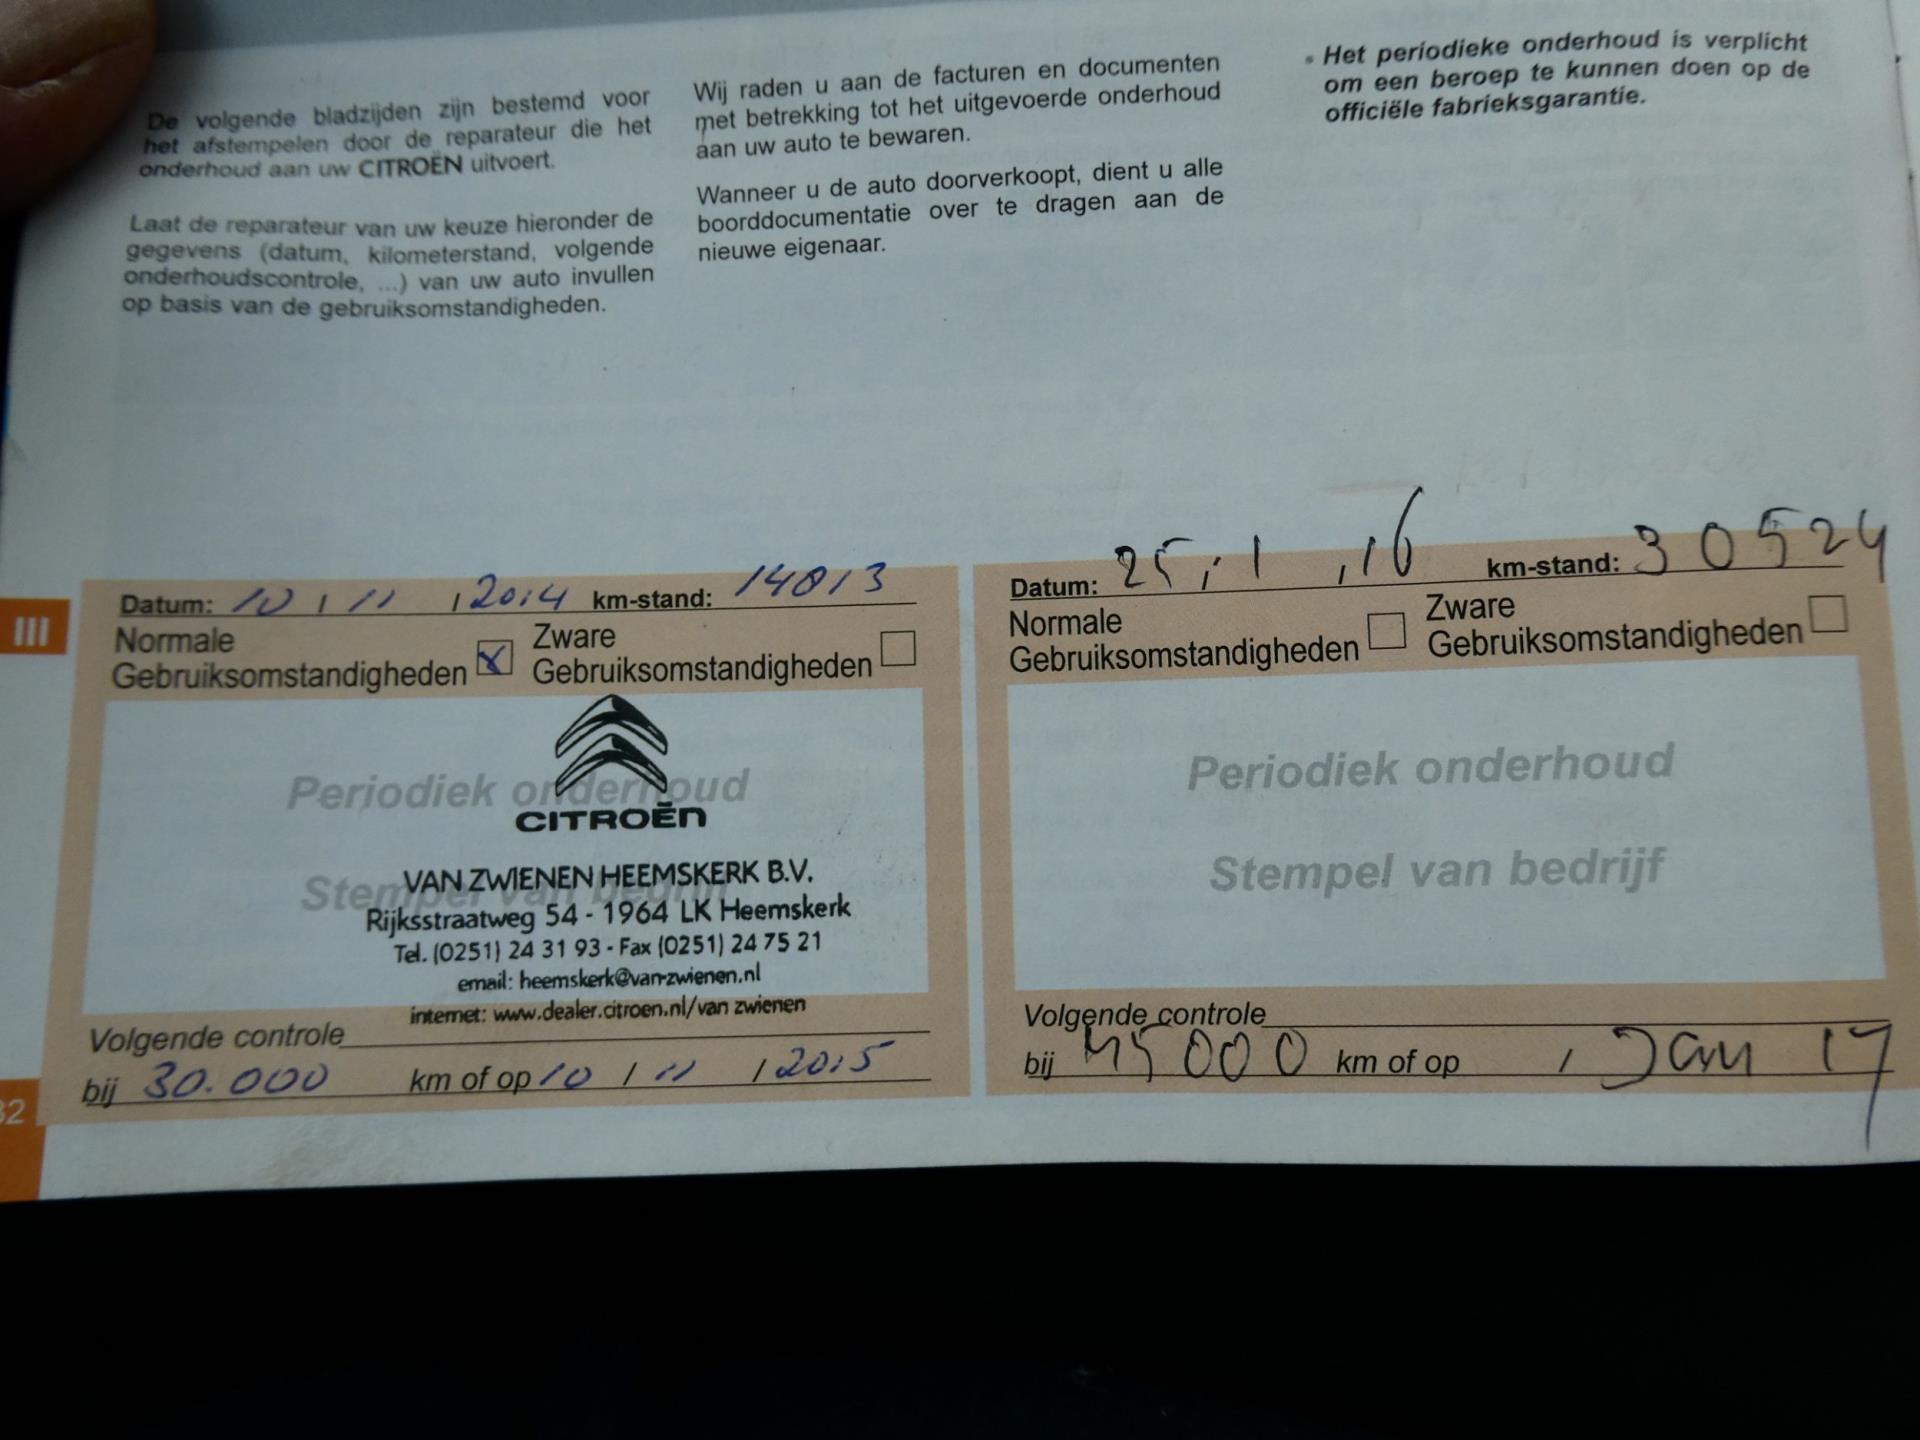 De volgende bladzijden zijn bestemd voor
het afstempelen door de reparateur die het
onderhoud aan uw CITROËN uitvoert.
Laat de reparateur van uw keuze hieronder de
gegevens (datum, kilometerstand, volgende
onderhoudscontrole, ...) van uw auto invullen
op basis van de gebruiksomstandigheden.
Wij raden u aan de facturen en documenten
met betrekking tot het uitgevoerde onderhoud
aan uw auto te bewaren.
Wanneer u de auto doorverkoopt, dient u alle
boorddocumentatie over te dragen aan de
nieuwe eigenaar.
• Het periodieke onderhoud is verplicht
om een beroep te kunnen doen op de
officiële fabrieksgarantie.
III
32
Datum: 10 / 11 / 2014 km-stand: 14813
Normale
Gebruiksomstandigheden x
Zware
Gebruiksomstandigheden
Periodiek onderhoud
Stempel van bedrijf
CITROËN
VAN ZWIENEN HEEMSKERK B.V.
Rijksstraatweg 54 - 1964 LK Heemskerk
Tel. (0251) 24 31 93 - Fax (0251) 24 75 21
email: heemskerk@van-zwienen.nl
internet: www.dealer.citroen.nl/van zwienen
Volgende controle
bij 30.000 km of op 10 / 11 / 2015
Datum: 25 / 1 / 16 km-stand: 30524
Normale
Gebruiksomstandigheden
Zware
Gebruiksomstandigheden
Periodiek onderhoud
Stempel van bedrijf
Volgende controle
bij 45000 km of op / Jan 17